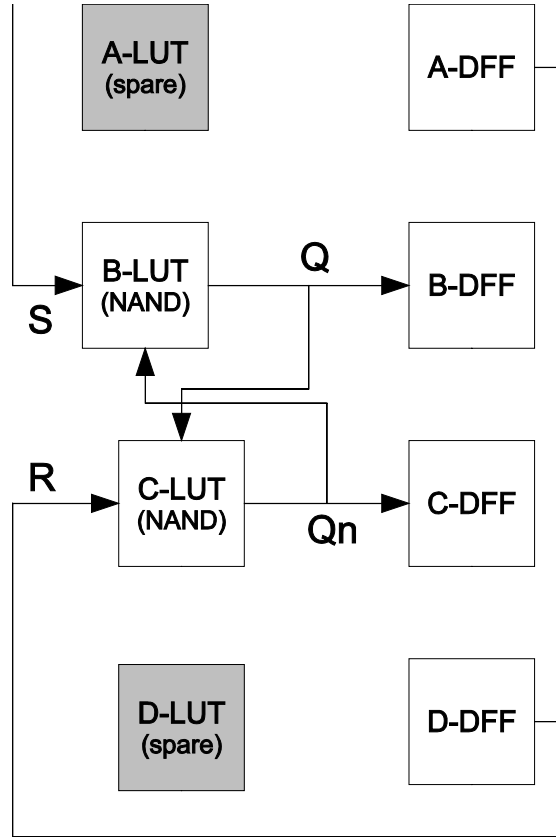 A-LUT
(spare)
A-DFF
B-LUT
(NAND)
Q
B-DFF
S
R
C-LUT
(NAND)
Qn
C-DFF
D-LUT
(spare)
D-DFF